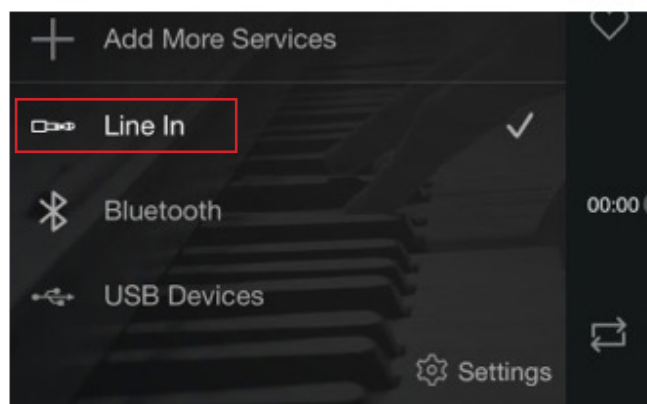 Add More Services
Line In
Bluetooth
00:00
USB Devices
Settings